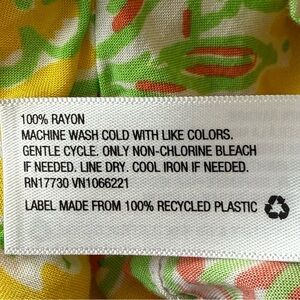 100% RAYON
MACHINE WASH COLD WITH LIKE COLORS.
GENTLE CYCLE. ONLY NON-CHLORINE BLEACH
IF NEEDED. LINE DRY. COOL IRON IF NEEDED.
RN17730 VN1066221
LABEL MADE FROM 100% RECYCLED PLASTIC